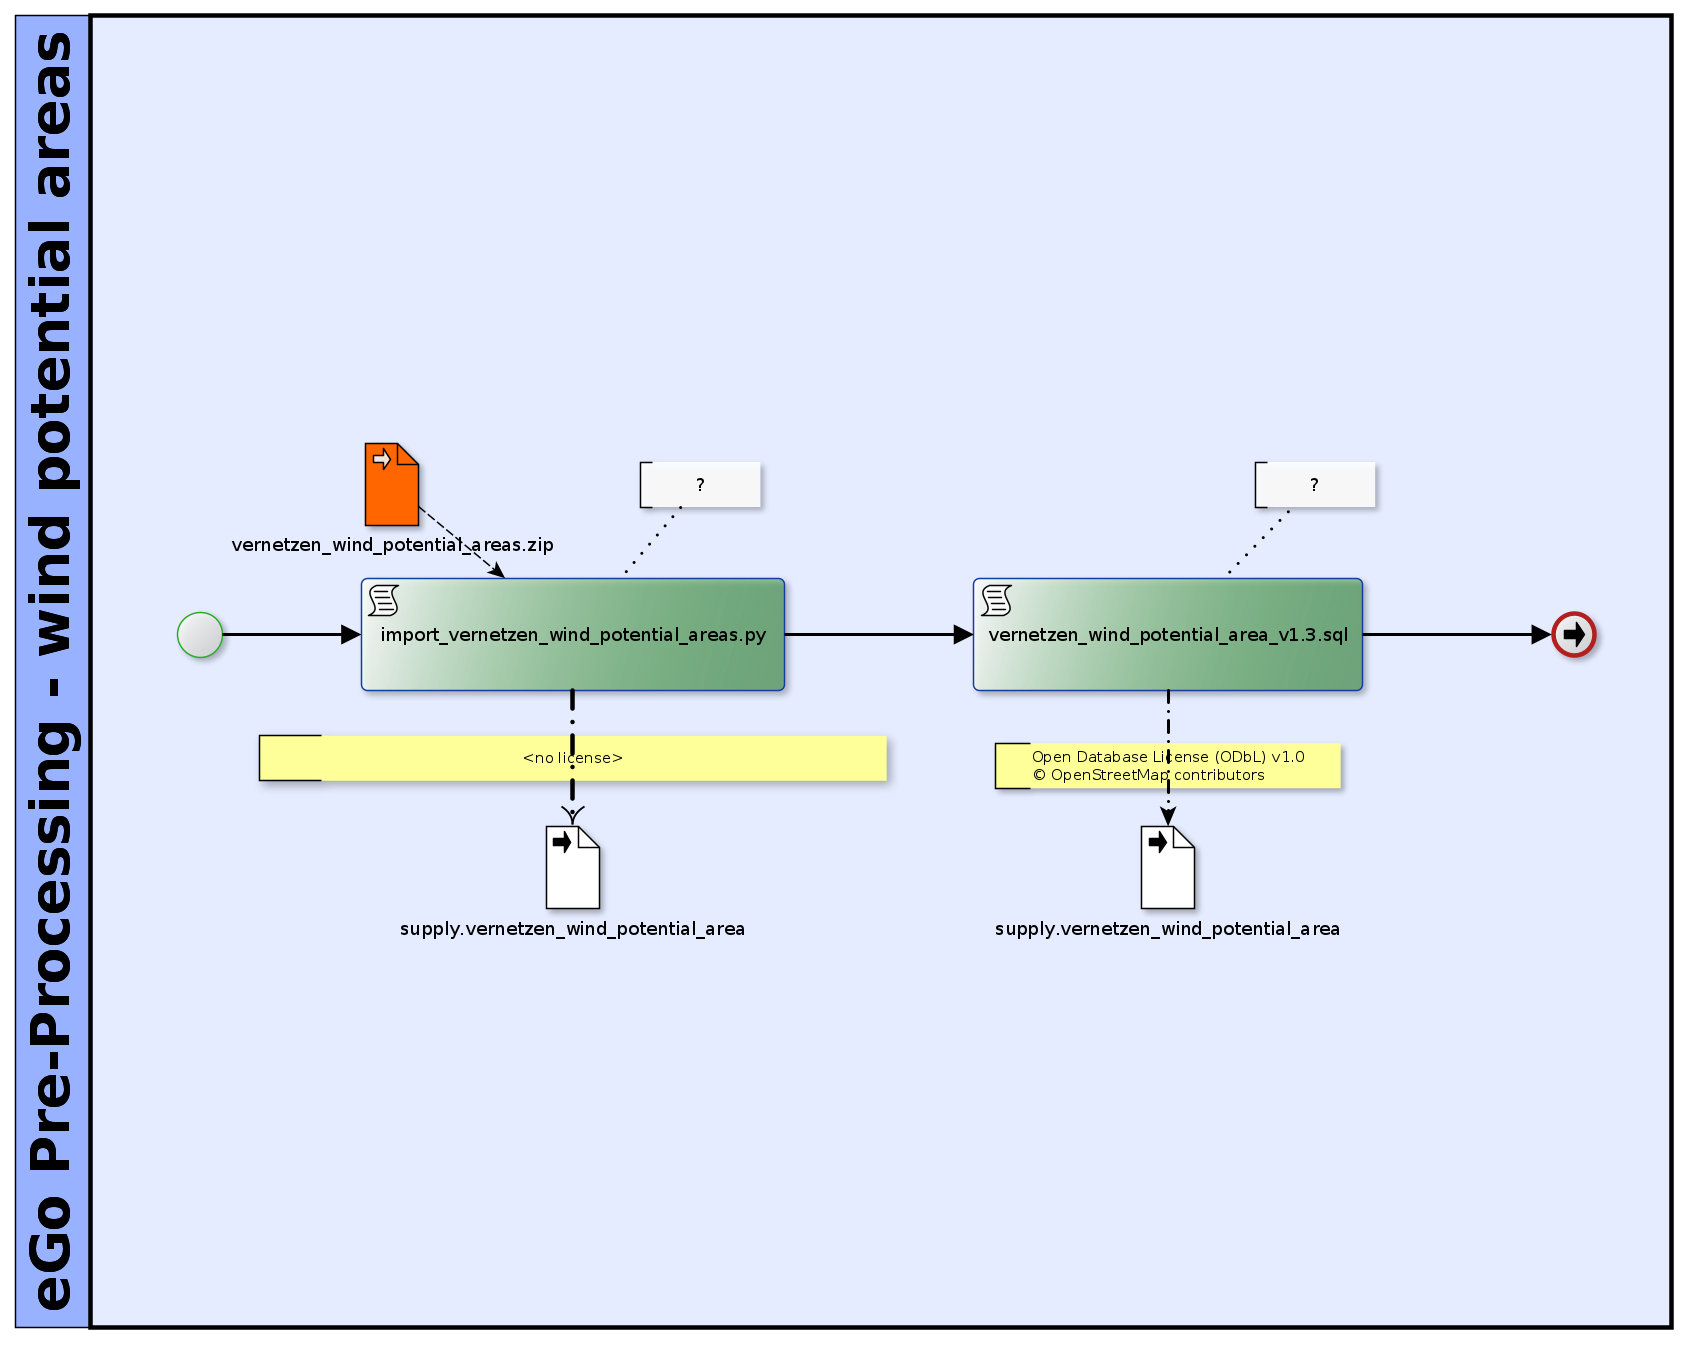 eGo Pre-Processing - wind potential areas
vernetzen_wind_potential_areas.zip
?
?
import_vernetzen_wind_potential_areas.py
vernetzen_wind_potential_area_v1.3.sql
<no license>
Open Database License (ODbL) v1.0
© OpenStreetMap contributors
supply.vernetzen_wind_potential_area
supply.vernetzen_wind_potential_area